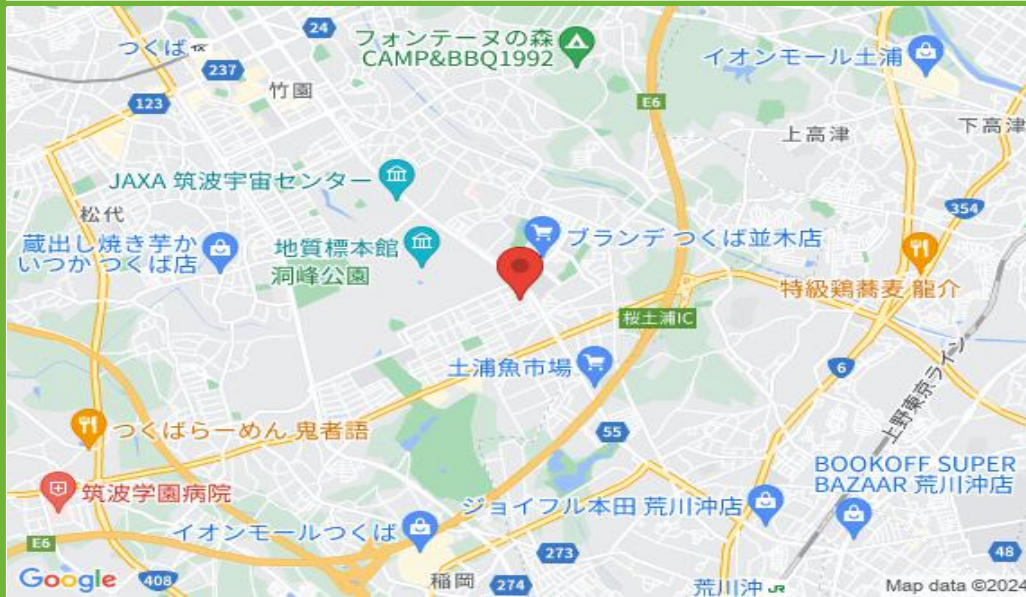 24
フォンテーヌの森
CAMP&BBQ1992
つくば
イオンモール土浦
237
竹園
123
E6
上高津
下高津
JAXA 筑波宇宙センター
松代
354
蔵出し焼き芋か
いつか つくば店
地質標本館
洞峰公園
ブランデ つくば並木店
特級鶏蕎麦 龍介
桜土浦IC
土浦魚市場
6
上野東京ライン
つくばらーめん 鬼者語
55
BOOKOFF SUPER
BAZAAR 荒川沖店
筑波学園病院
ジョイフル本田 荒川沖店
イオンモールつくば
E6
273
48
Google
408
稲岡
274
荒川沖 JR
Map data ©2024